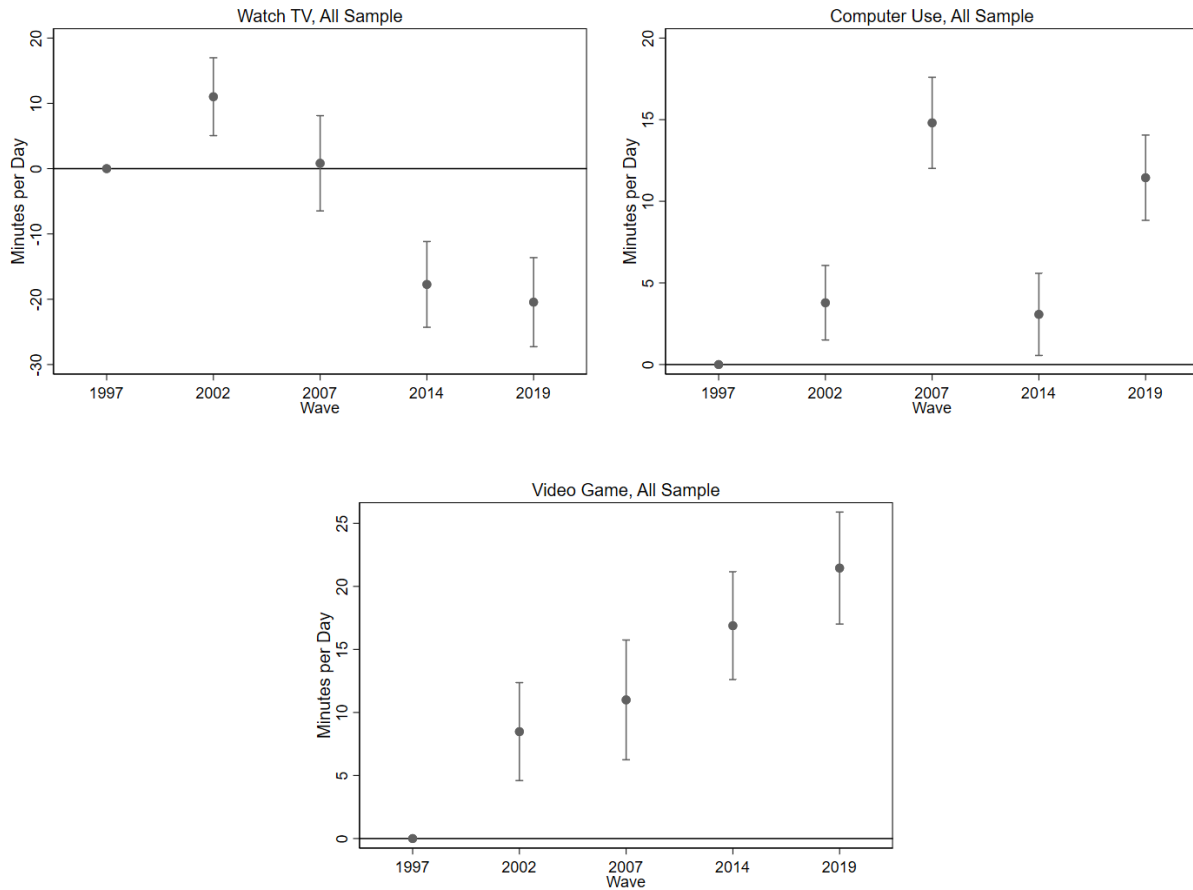 Watch TV, All Sample
Minutes per Day
20
10
0
-10
-20
-30
1997 2002 2007 2014 2019
Wave
Computer Use, All Sample
Minutes per Day
20
15
10
5
0
1997 2002 2007 2014 2019
Wave
Video Game, All Sample
Minutes per Day
25
20
15
10
5
0
1997 2002 2007 2014 2019
Wave